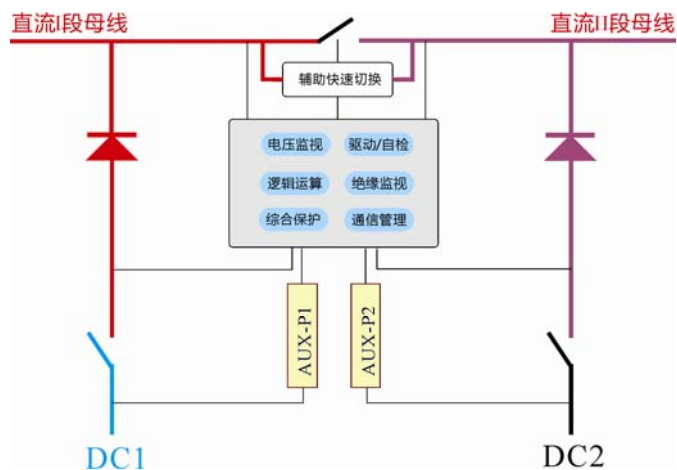 直流I段母线
直流II段母线
辅助快速切换
电压监视
驱动/自检
逻辑运算
绝缘监视
综合保护
通信管理
AUX-P1
AUX-P2
DC1
DC2